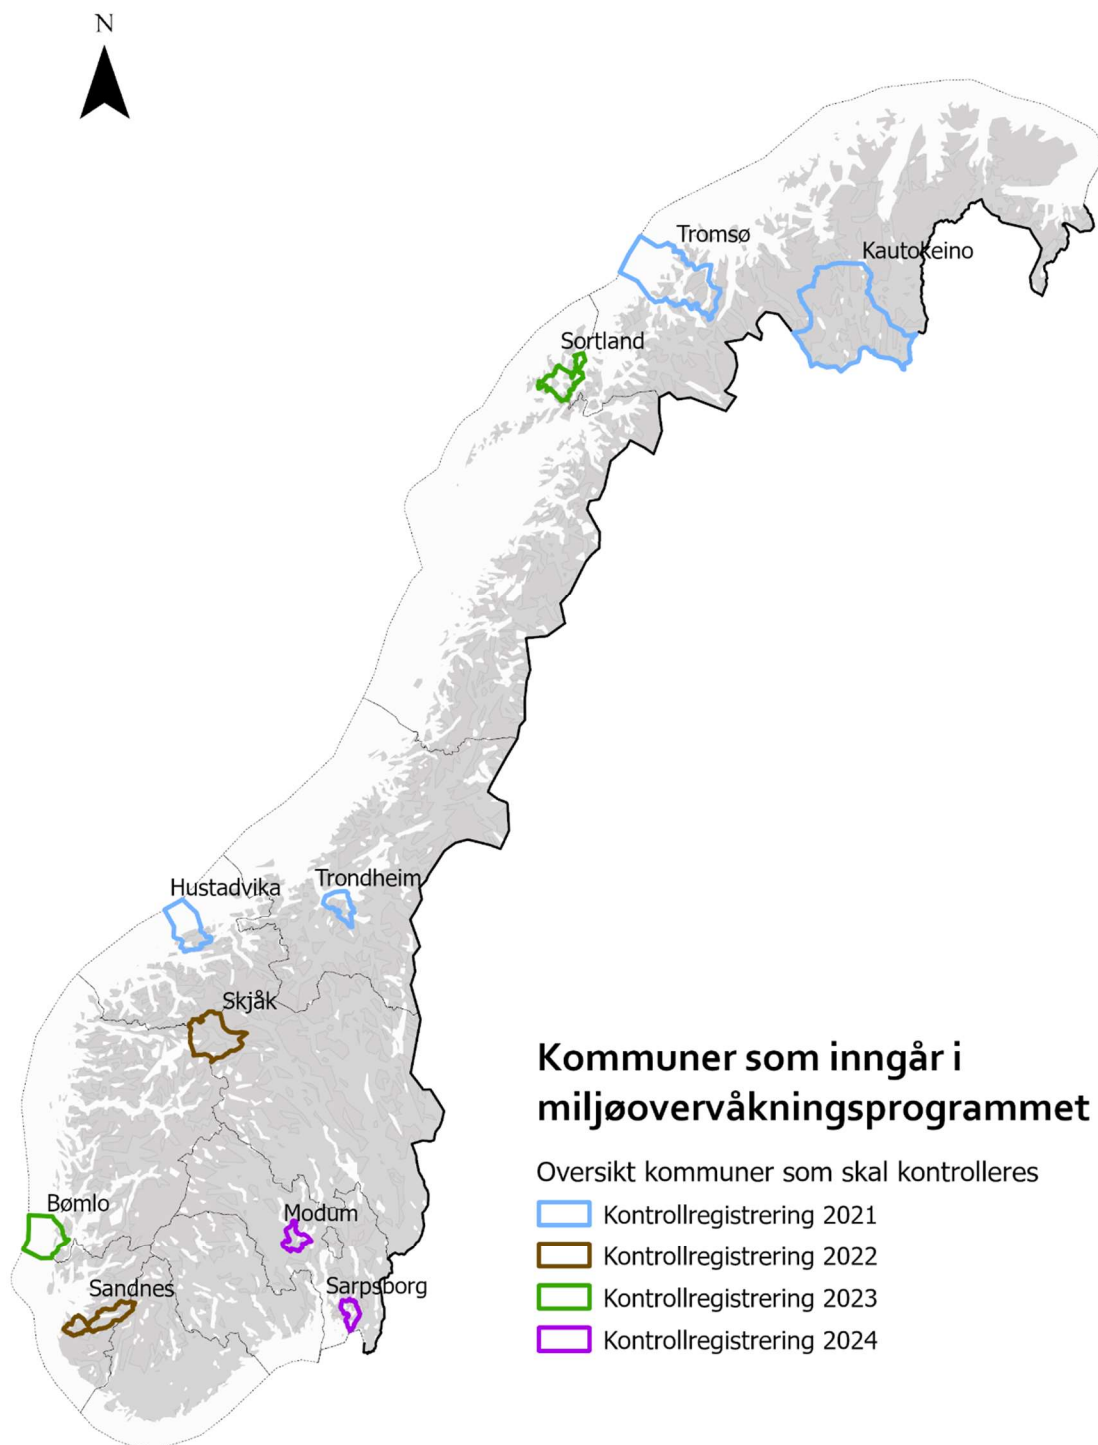 N
Tromsø
Kautokeino
Sortland
Trondheim
Hustadvika
Skjåk
Kommuner som inngår i
miljøovervåkningsprogrammet
Oversikt kommuner som skal kontrolleres
Bømlo
Modum
Kontrollregistrering 2021
Kontrollregistrering 2022
Sandnes
Sarpsborg
Kontrollregistrering 2023
Kontrollregistrering 2024